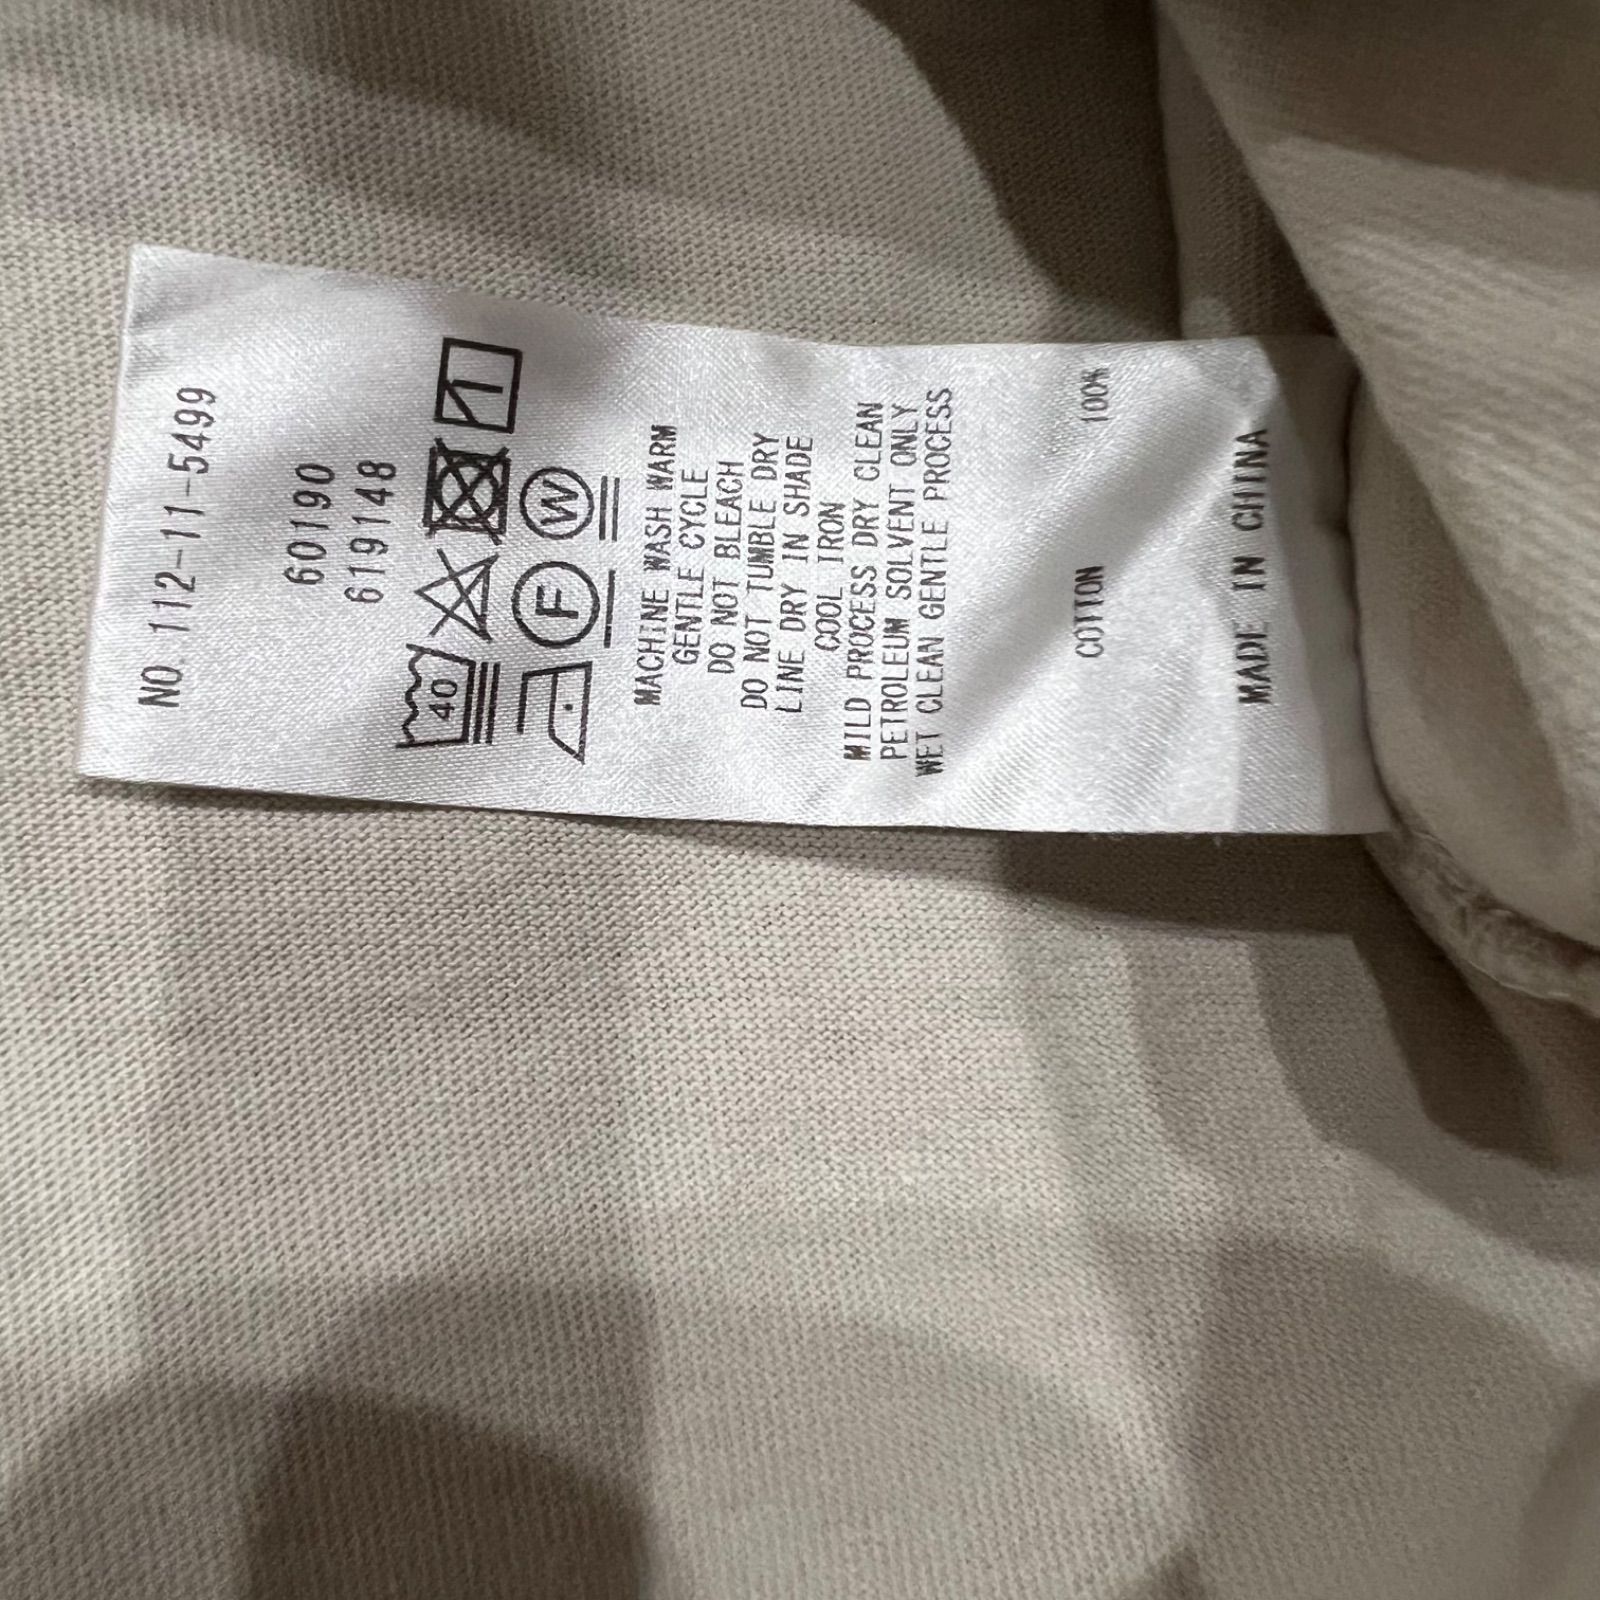 NO.112-11-5499
60190
619148
40
F W
MACHINE WASH WARM
GENTLE CYCLE
DO NOT BLEACH
DO NOT TUMBLE DRY
LINE DRY IN SHADE
COOL IRON
MILD PROCESS DRY CLEAN
PETROLEUM SOLVENT ONLY
WET CLEAN GENTLE PROCESS
COTTON 100%
MADE IN CHINA